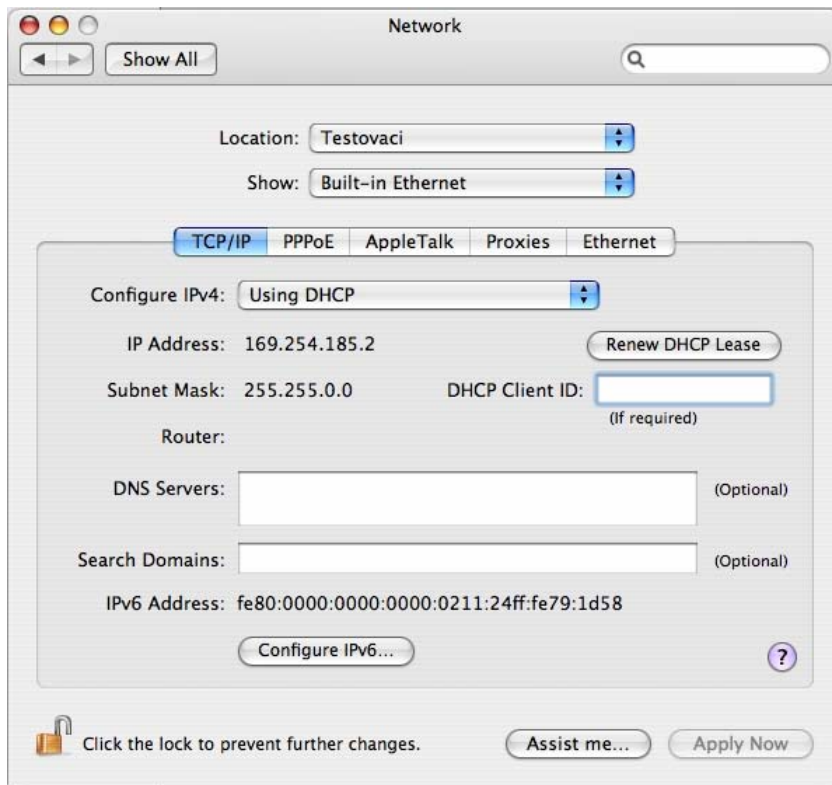 Network
Show All
Location: Testovaci
Show: Built-in Ethernet
TCP/IP PPPoE AppleTalk Proxies Ethernet
Configure IPv4: Using DHCP
IP Address: 169.254.185.2 Renew DHCP Lease
Subnet Mask: 255.255.0.0 DHCP Client ID:
(If required)
Router:
DNS Servers: (Optional)
Search Domains: (Optional)
IPv6 Address: fe80:0000:0000:0000:0211:24ff:fe79:1d58
Configure IPv6... ?
Click the lock to prevent further changes. Assist me... Apply Now